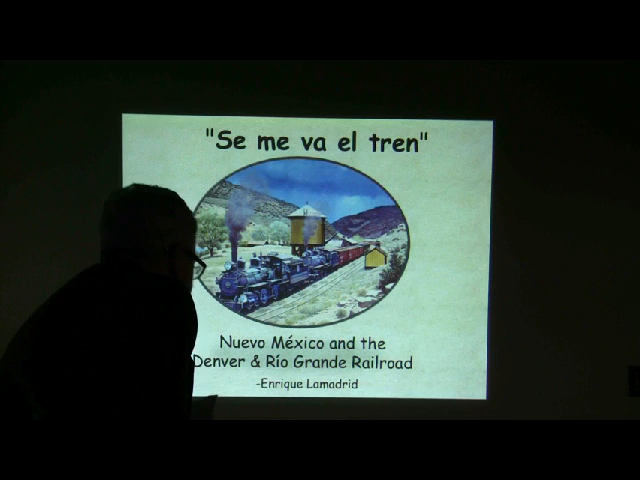 "Se me va el tren"
Nuevo México and the
Denver & Río Grande Railroad
-Enrique Lamadrid